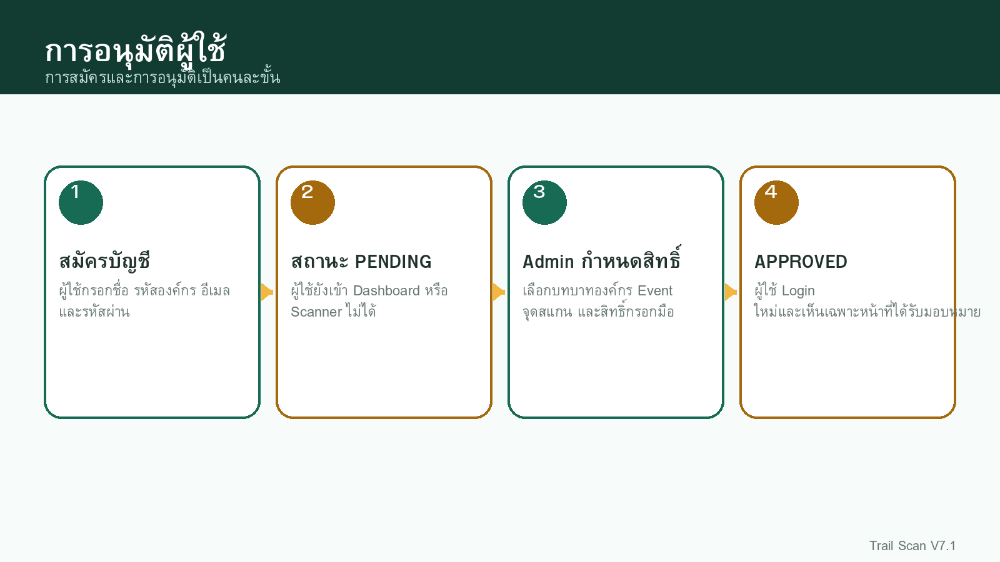 การอนุมัติผู้ใช้
การสมัครและการอนุมัติเป็นคนละขั้น
1
สมัครบัญชี
ผู้ใช้กรอกชื่อ รหัสองค์กร อีเมล
และรหัสผ่าน
2
สถานะ PENDING
ผู้ใช้ยังเข้า Dashboard หรือ
Scanner ไม่ได้
3
Admin กำหนดสิทธิ์
เลือกบทบาทองค์กร Event
จุดสแกน และสิทธิ์กรอกมือ
4
APPROVED
ผู้ใช้ Login
ใหม่และเห็นเฉพาะหน้าที่ได้รับมอบหมาย
Trail Scan V7.1